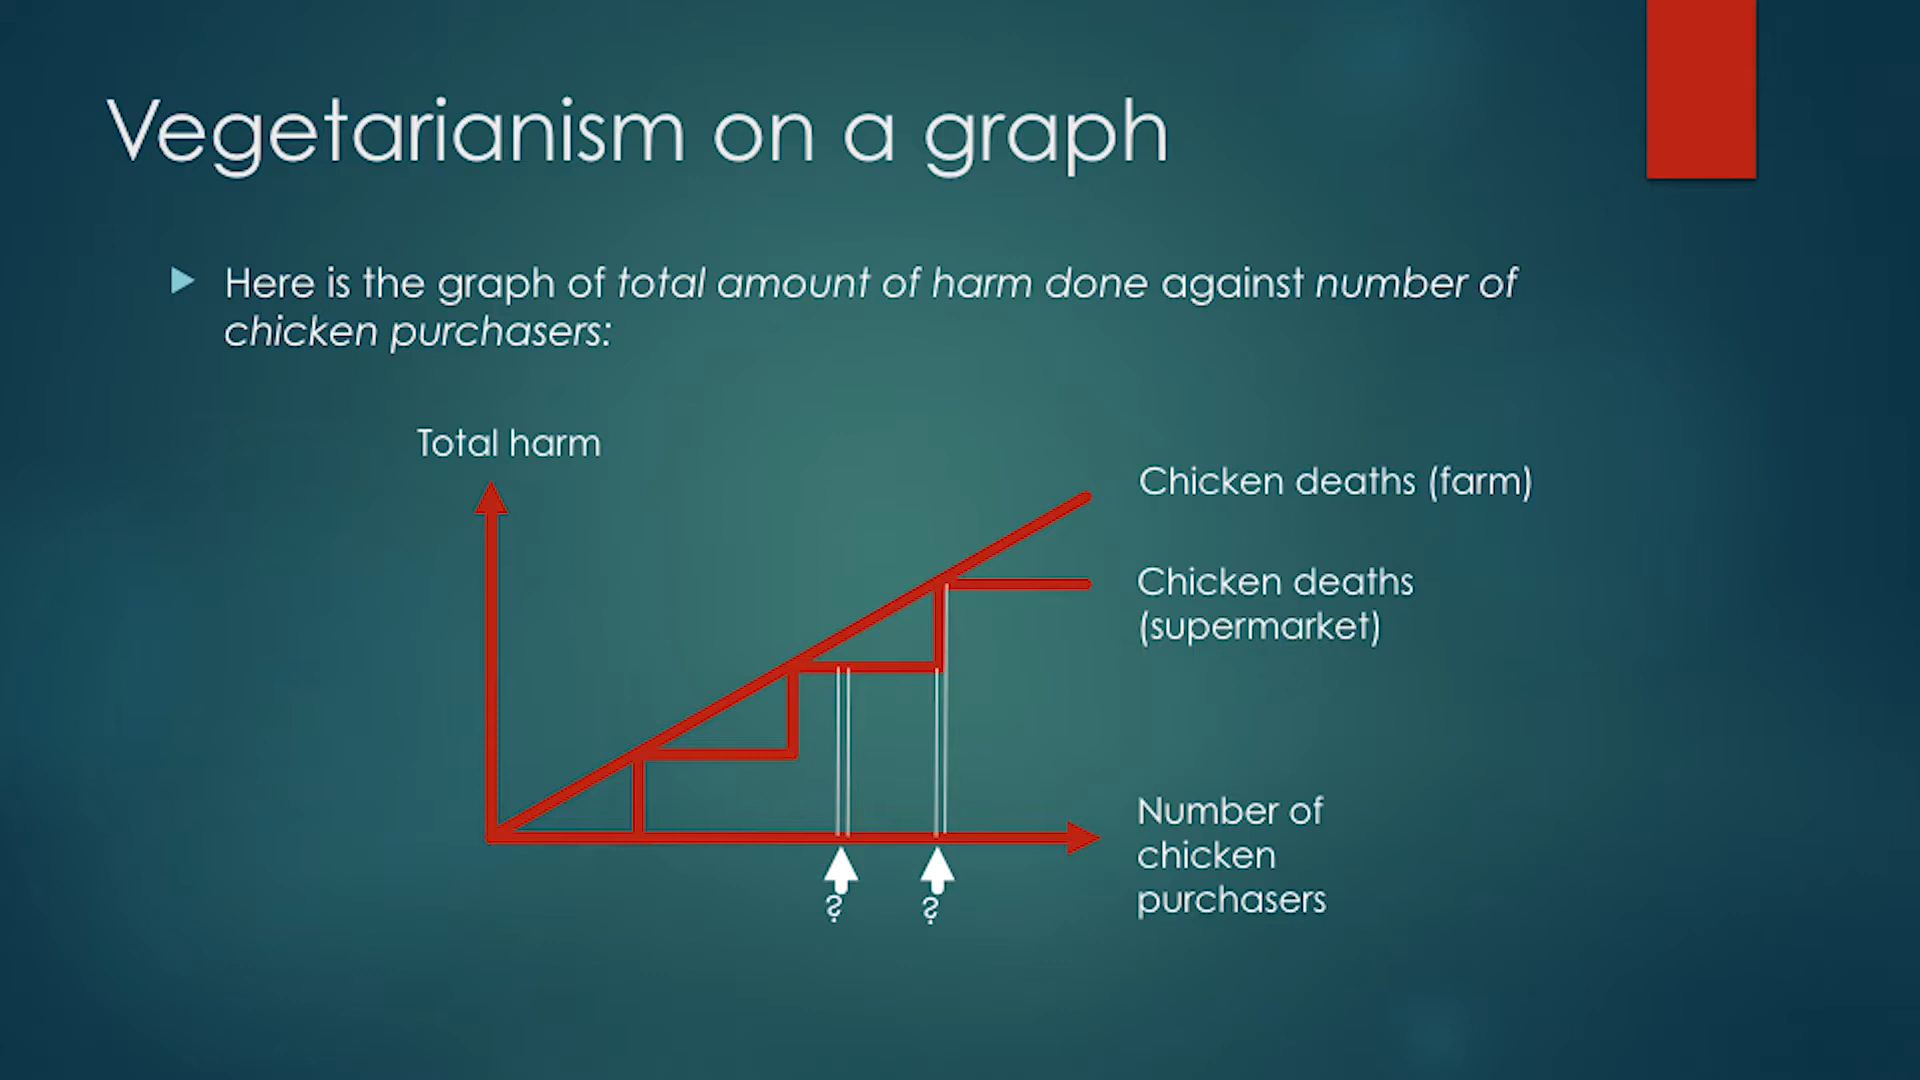 Vegetarianism on a graph
Here is the graph of total amount of harm done against number of
chicken purchasers:
Total harm
Chicken deaths (farm)
Chicken deaths
(supermarket)
Number of
chicken
purchasers
? ?